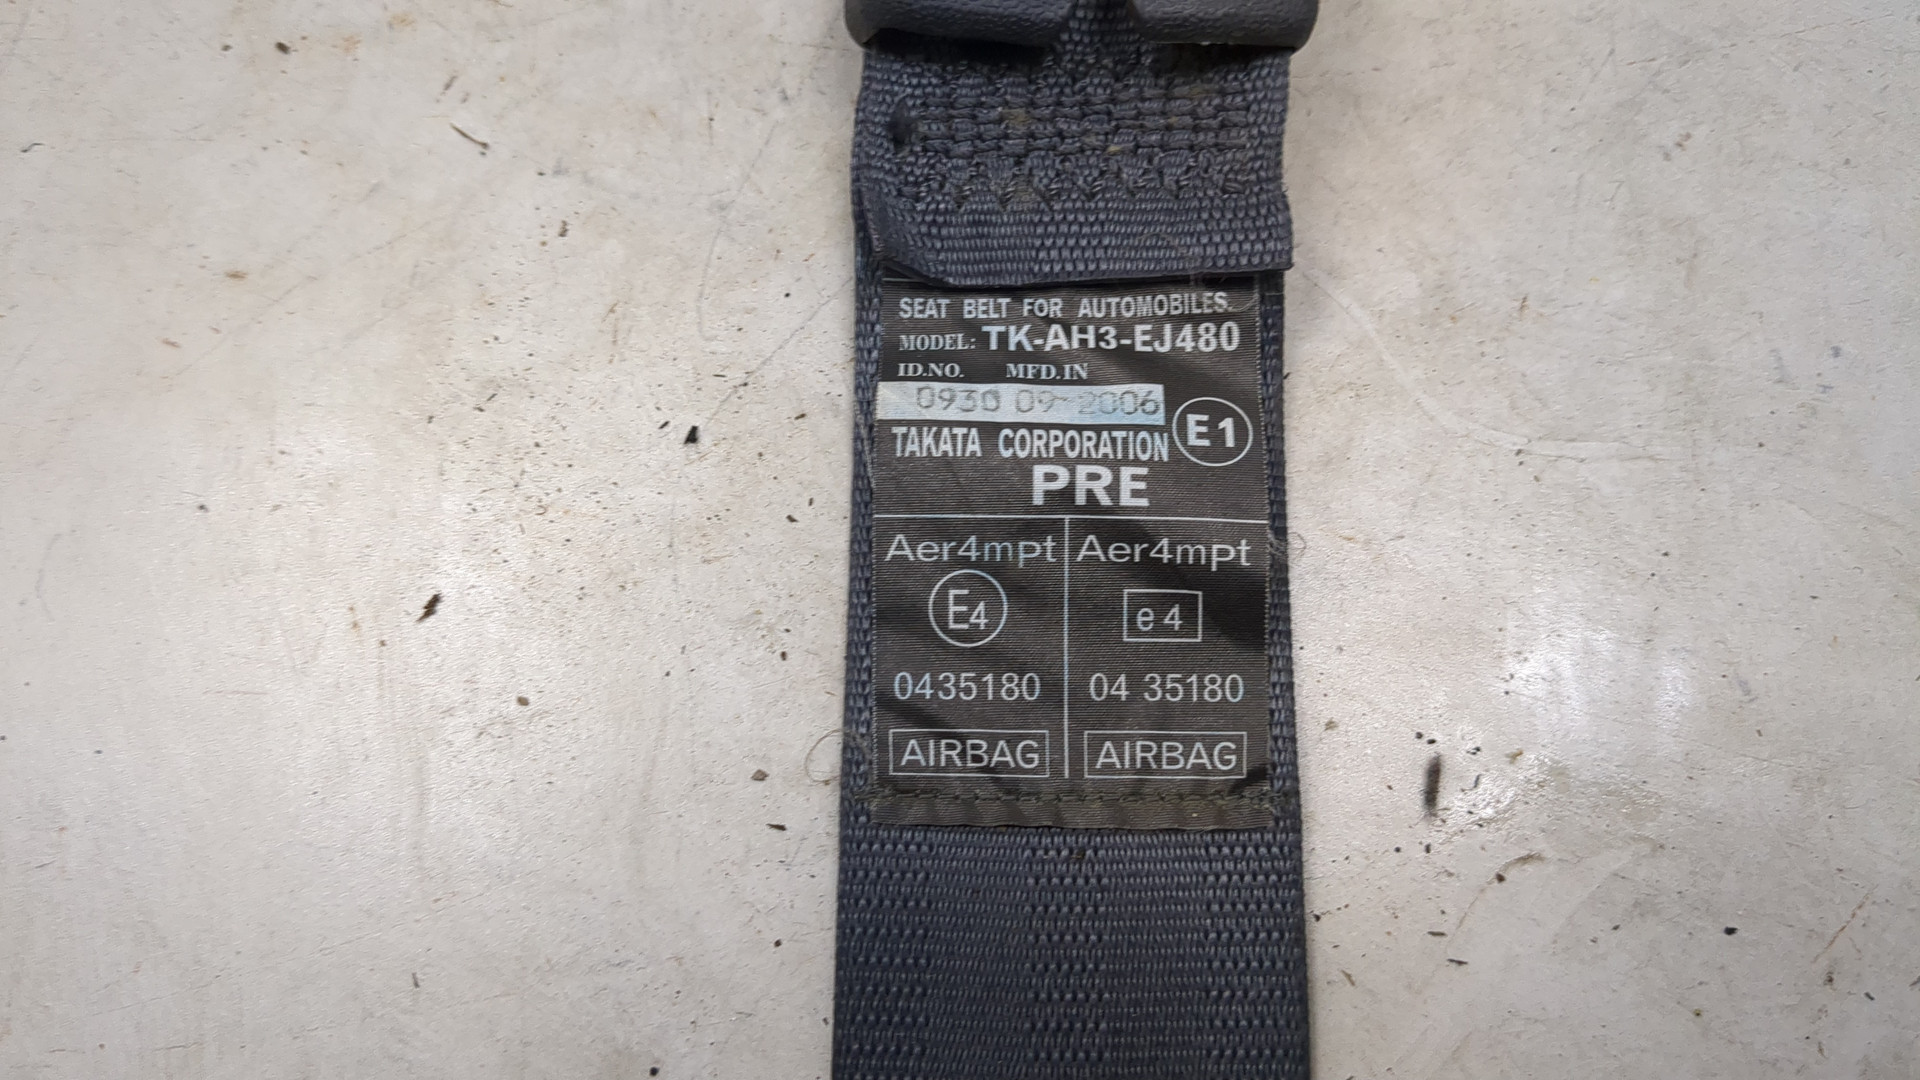 SEAT BELT FOR AUTOMOBILES.
MODEL: TK-AH3-EJ480
ID.NO. MFD.IN
0930 09-2006
E1
TAKATA CORPORATION
PRE
Aer4mpt Aer4mpt
E4 e4
0435180 04 35180
AIRBAG AIRBAG